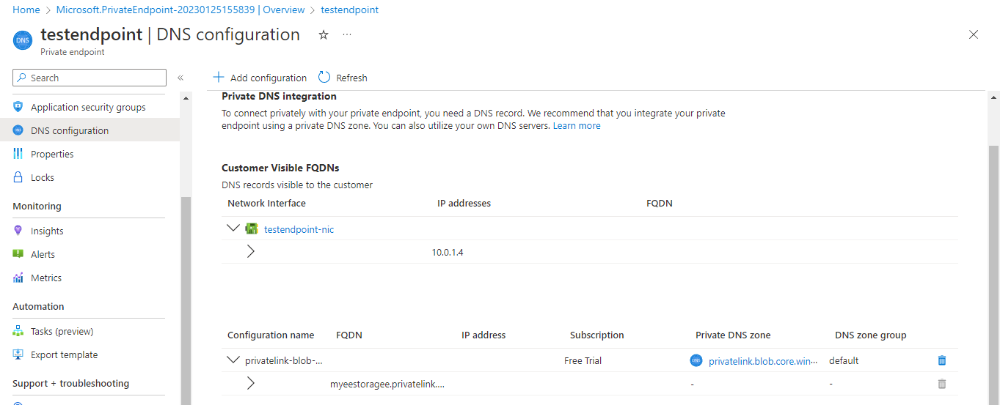 Home > Microsoft.PrivateEndpoint-20230125155839 | Overview > testendpoint
DNS
testendpoint | DNS configuration ☆ ...
Private endpoint
Search «
Application security groups
DNS configuration
Properties
Locks
Monitoring
Insights
Alerts
Metrics
Automation
Tasks (preview)
Export template
Support + troubleshooting
+ Add configuration Refresh
Private DNS integration
To connect privately with your private endpoint, you need a DNS record. We recommend that you integrate your private
endpoint using a private DNS zone. You can also utilize your own DNS servers. Learn more
Customer Visible FQDNs
DNS records visible to the customer
Network Interface IP addresses FQDN
testendpoint-nic
10.0.1.4
Configuration name FQDN IP address Subscription Private DNS zone DNS zone group
privatelink-blob-... Free Trial DNS privatelink.blob.core.win... default
myeestoragee.privatelink.... - -